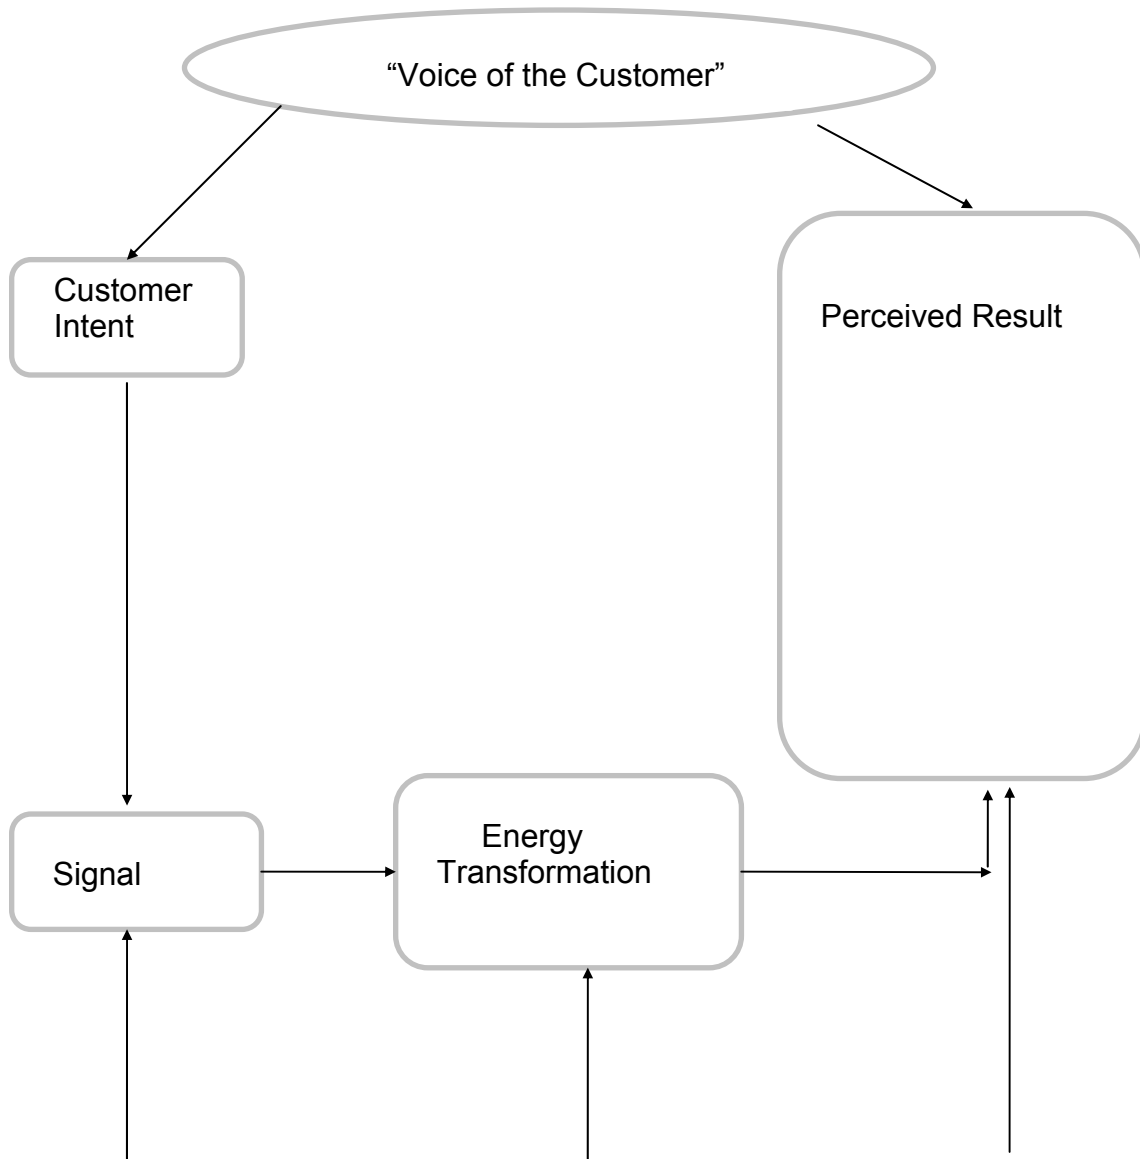 “Voice of the Customer”
Customer
Intent
Perceived Result
Signal
Energy
Transformation